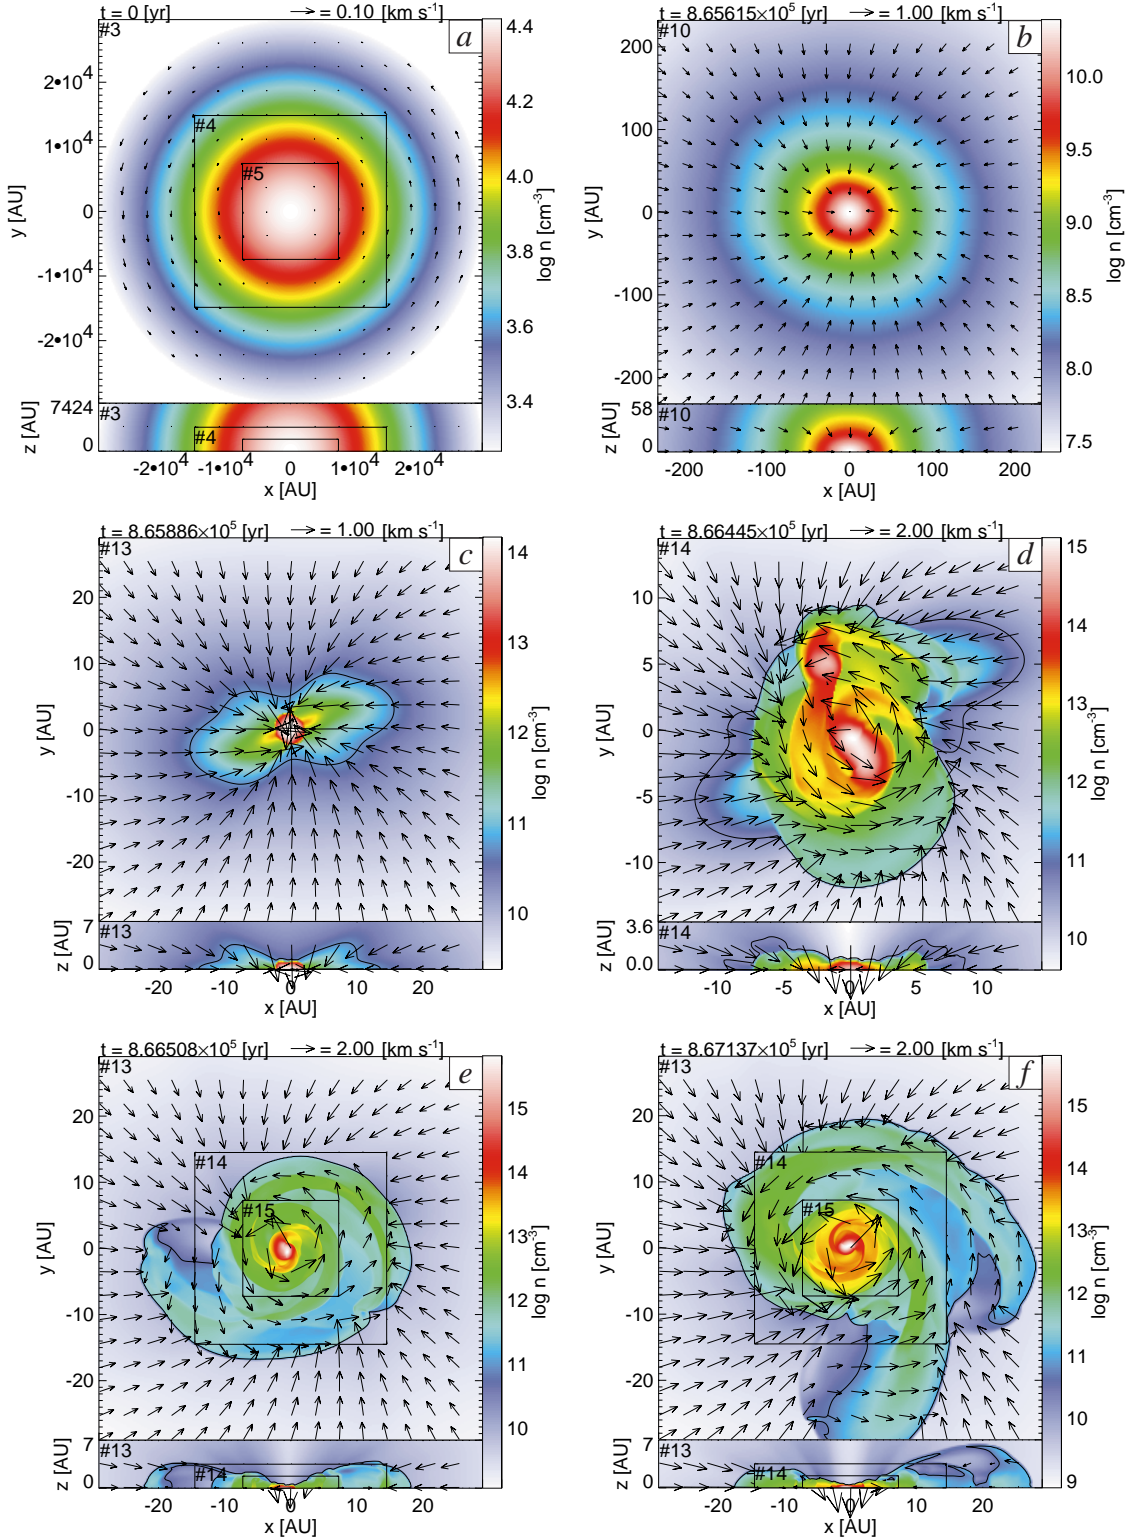 t = 0 [yr] = 0.10 [km s⁻¹]
#3
a
4.4
4.2
4.0
3.8
3.6
3.4
log n [cm⁻³]
2•10⁴
1•10⁴
0
-1•10⁴
-2•10⁴
y [AU]
#4
#5
7424
0
z [AU]
#3
#4
-2•10⁴ -1•10⁴ 0 1•10⁴ 2•10⁴
x [AU]
t = 8.65615×10⁵ [yr] = 1.00 [km s⁻¹]
#10
b
10.0
9.5
9.0
8.5
8.0
7.5
log n [cm⁻³]
200
100
0
-100
-200
y [AU]
58
0
z [AU]
#10
-200 -100 0 100 200
x [AU]
t = 8.65886×10⁵ [yr] = 1.00 [km s⁻¹]
#13
c
14
13
12
11
10
log n [cm⁻³]
20
10
0
-10
-20
y [AU]
7
0
z [AU]
#13
-20 -10 0 10 20
x [AU]
t = 8.66445×10⁵ [yr] = 2.00 [km s⁻¹]
#14
d
15
14
13
12
11
10
log n [cm⁻³]
10
5
0
-5
-10
y [AU]
3.6
0.0
z [AU]
#14
-10 -5 0 5 10
x [AU]
t = 8.66508×10⁵ [yr] = 2.00 [km s⁻¹]
#13
e
15
14
13
12
11
10
log n [cm⁻³]
20
10
0
-10
-20
y [AU]
#14
#15
7
0
z [AU]
#13
#14
-20 -10 0 10 20
x [AU]
t = 8.67137×10⁵ [yr] = 2.00 [km s⁻¹]
#13
f
15
14
13
12
11
10
9
log n [cm⁻³]
20
10
0
-10
-20
y [AU]
#14
#15
7
0
z [AU]
#13
#14
-20 -10 0 10 20
x [AU]